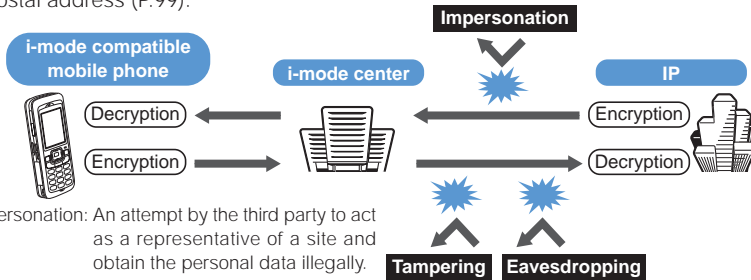 ostal address (P.99).
Impersonation
i-mode compatible
mobile phone
i-mode center
IP
Decryption
Encryption
Encryption
Decryption
ersonation: An attempt by the third party to act
as a representative of a site and
obtain the personal data illegally.
Tampering
Eavesdropping